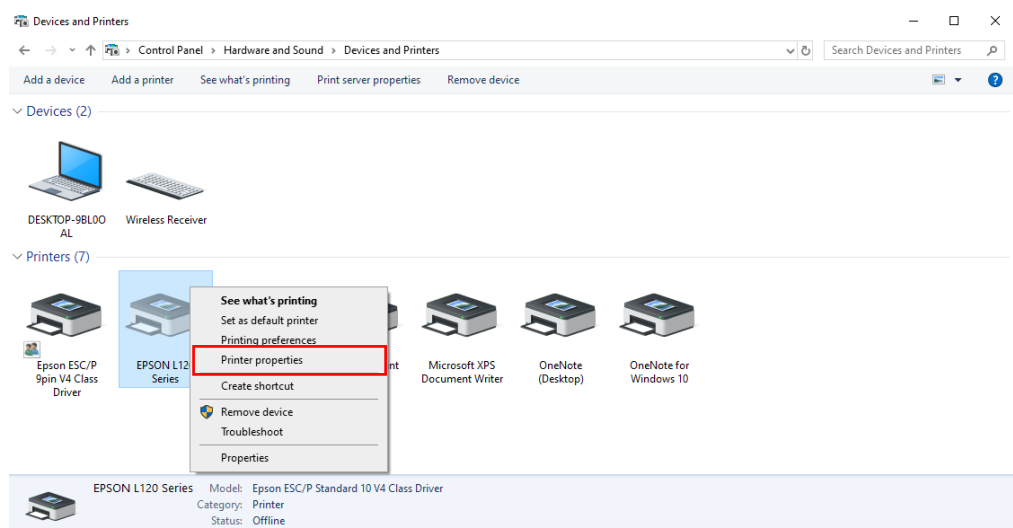 Devices and Printers
Control Panel > Hardware and Sound > Devices and Printers
Search Devices and Printers
Add a device
Add a printer
See what's printing
Print server properties
Remove device
Devices (2)
DESKTOP-9BL0O
AL
Wireless Receiver
Printers (7)
See what's printing
Set as default printer
Printing preferences
Printer properties
Create shortcut
Remove device
Troubleshoot
Properties
Epson ESC/P
9pin V4 Class
Driver
EPSON L12
Series
nt
Microsoft XPS
Document Writer
OneNote
(Desktop)
OneNote for
Windows 10
EPSON L120 Series
Model: Epson ESC/P Standard 10 V4 Class Driver
Category: Printer
Status: Offline